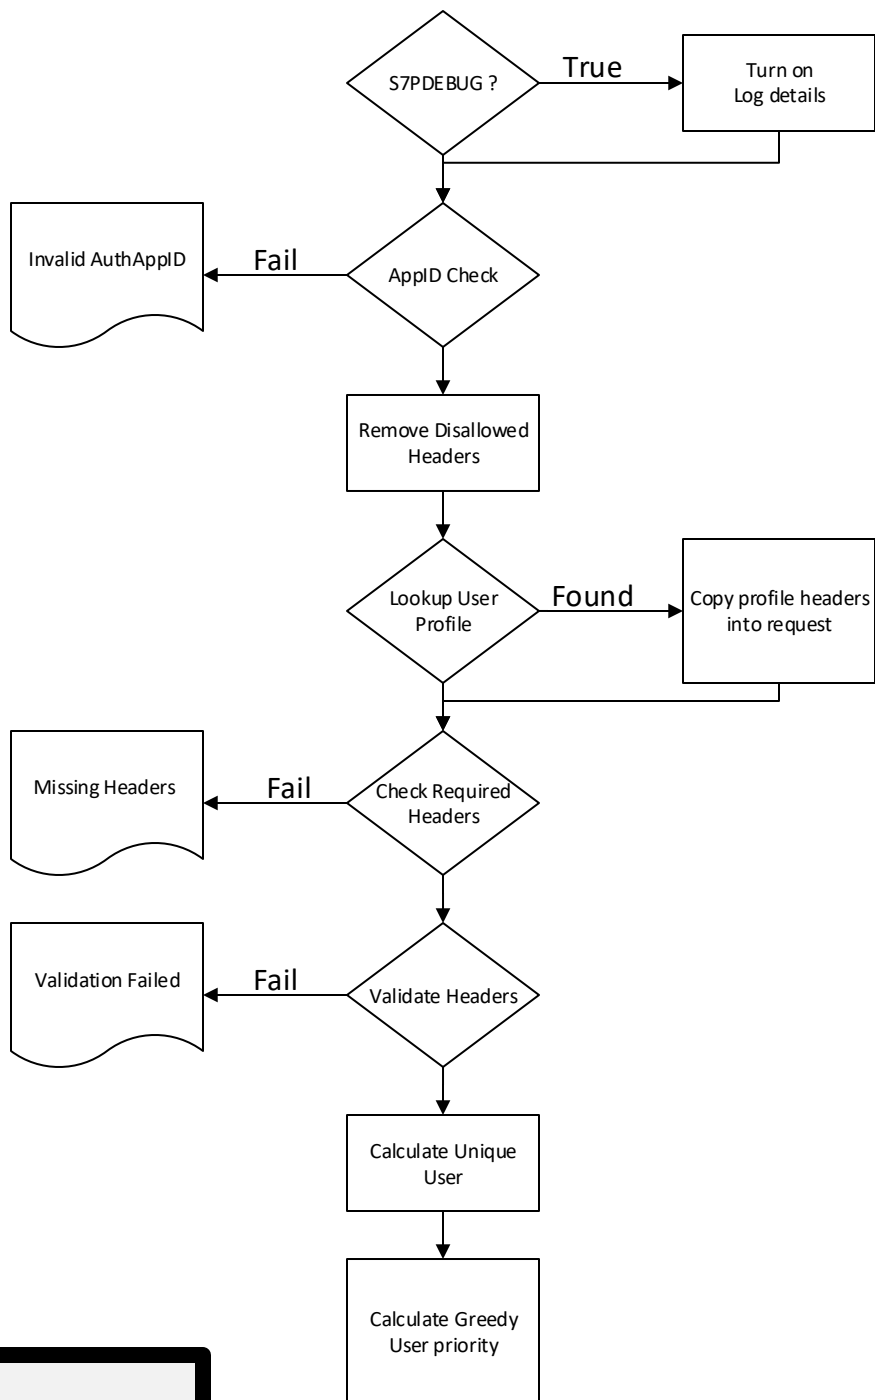 S7PDEBUG ?
True
Turn on
Log details
Invalid AuthAppID
Fail
AppID Check
Remove Disallowed
Headers
Lookup User
Profile
Found
Copy profile headers
into request
Missing Headers
Fail
Check Required
Headers
Validation Failed
Fail
Validate Headers
Calculate Unique
User
Calculate Greedy
User priority